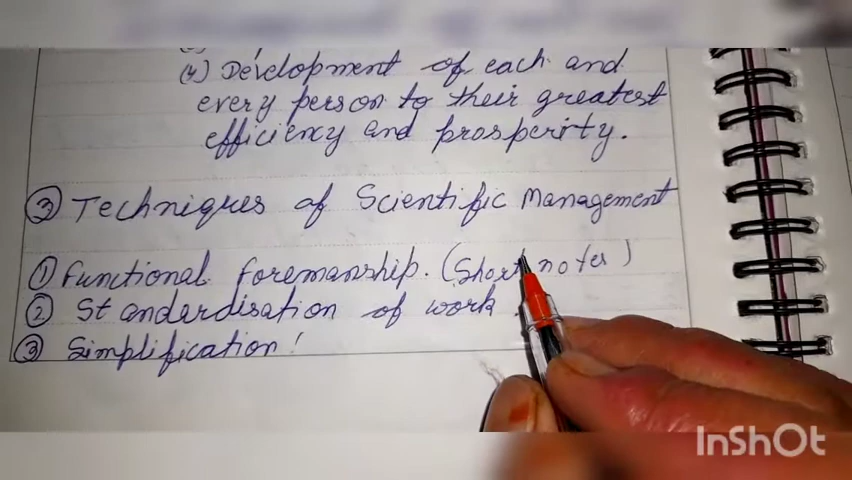 (4) Development of each and
every person to their greatest
efficiency and prosperity.
③ Techniques of Scientific Management
① Functional Foremanship. (Short notes)
② Standardisation of work
③ Simplification!
InShOt